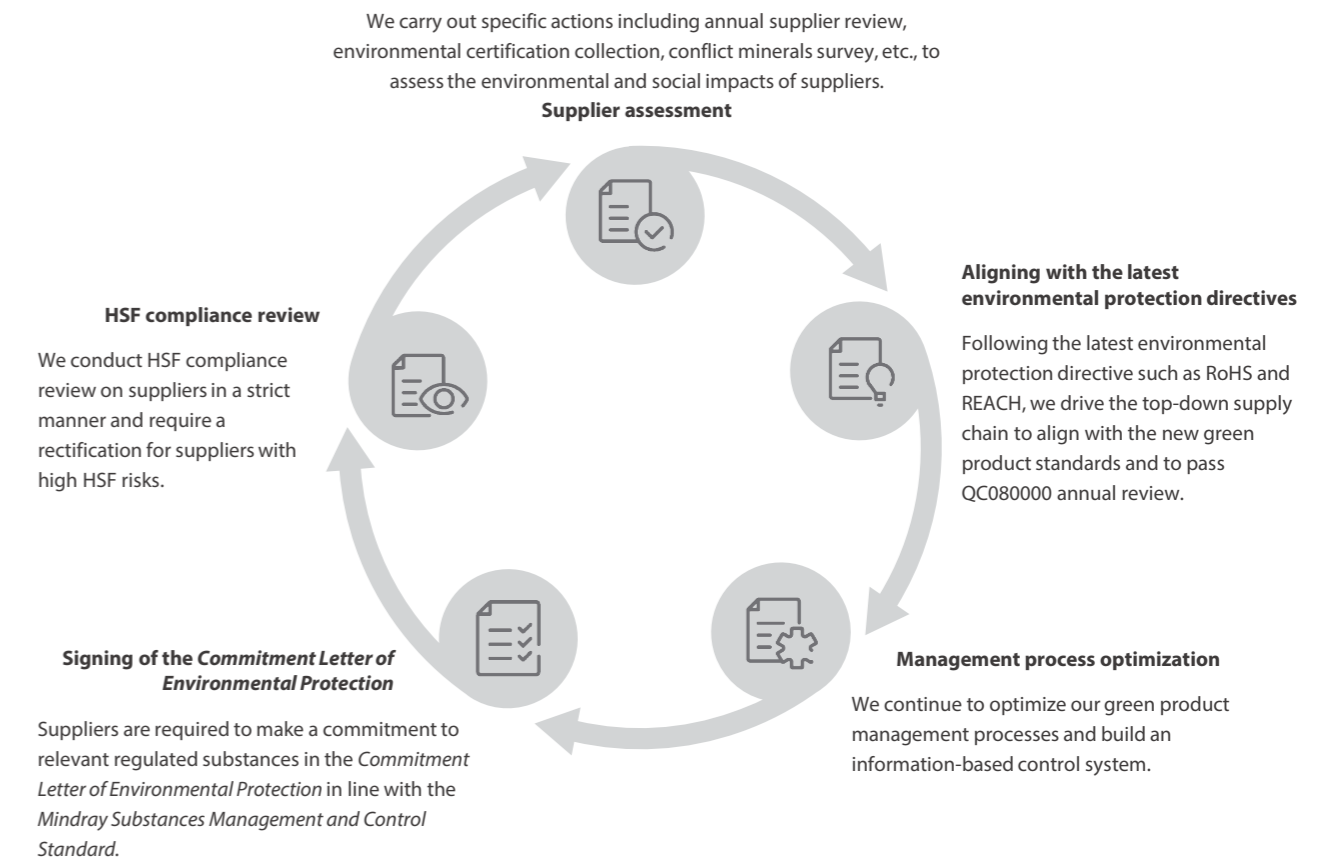 We carry out specific actions including annual supplier review,
environmental certification collection, conflict minerals survey, etc., to
assess the environmental and social impacts of suppliers.
Supplier assessment
Aligning with the latest
environmental protection directives
Following the latest environmental
protection directive such as RoHS and
REACH, we drive the top-down supply
chain to align with the new green
product standards and to pass
QC080000 annual review.
Management process optimization
We continue to optimize our green product
management processes and build an
information-based control system.
Signing of the Commitment Letter of
Environmental Protection
Suppliers are required to make a commitment to
relevant regulated substances in the Commitment
Letter of Environmental Protection in line with the
Mindray Substances Management and Control
Standard.
HSF compliance review
We conduct HSF compliance
review on suppliers in a strict
manner and require a
rectification for suppliers with
high HSF risks.